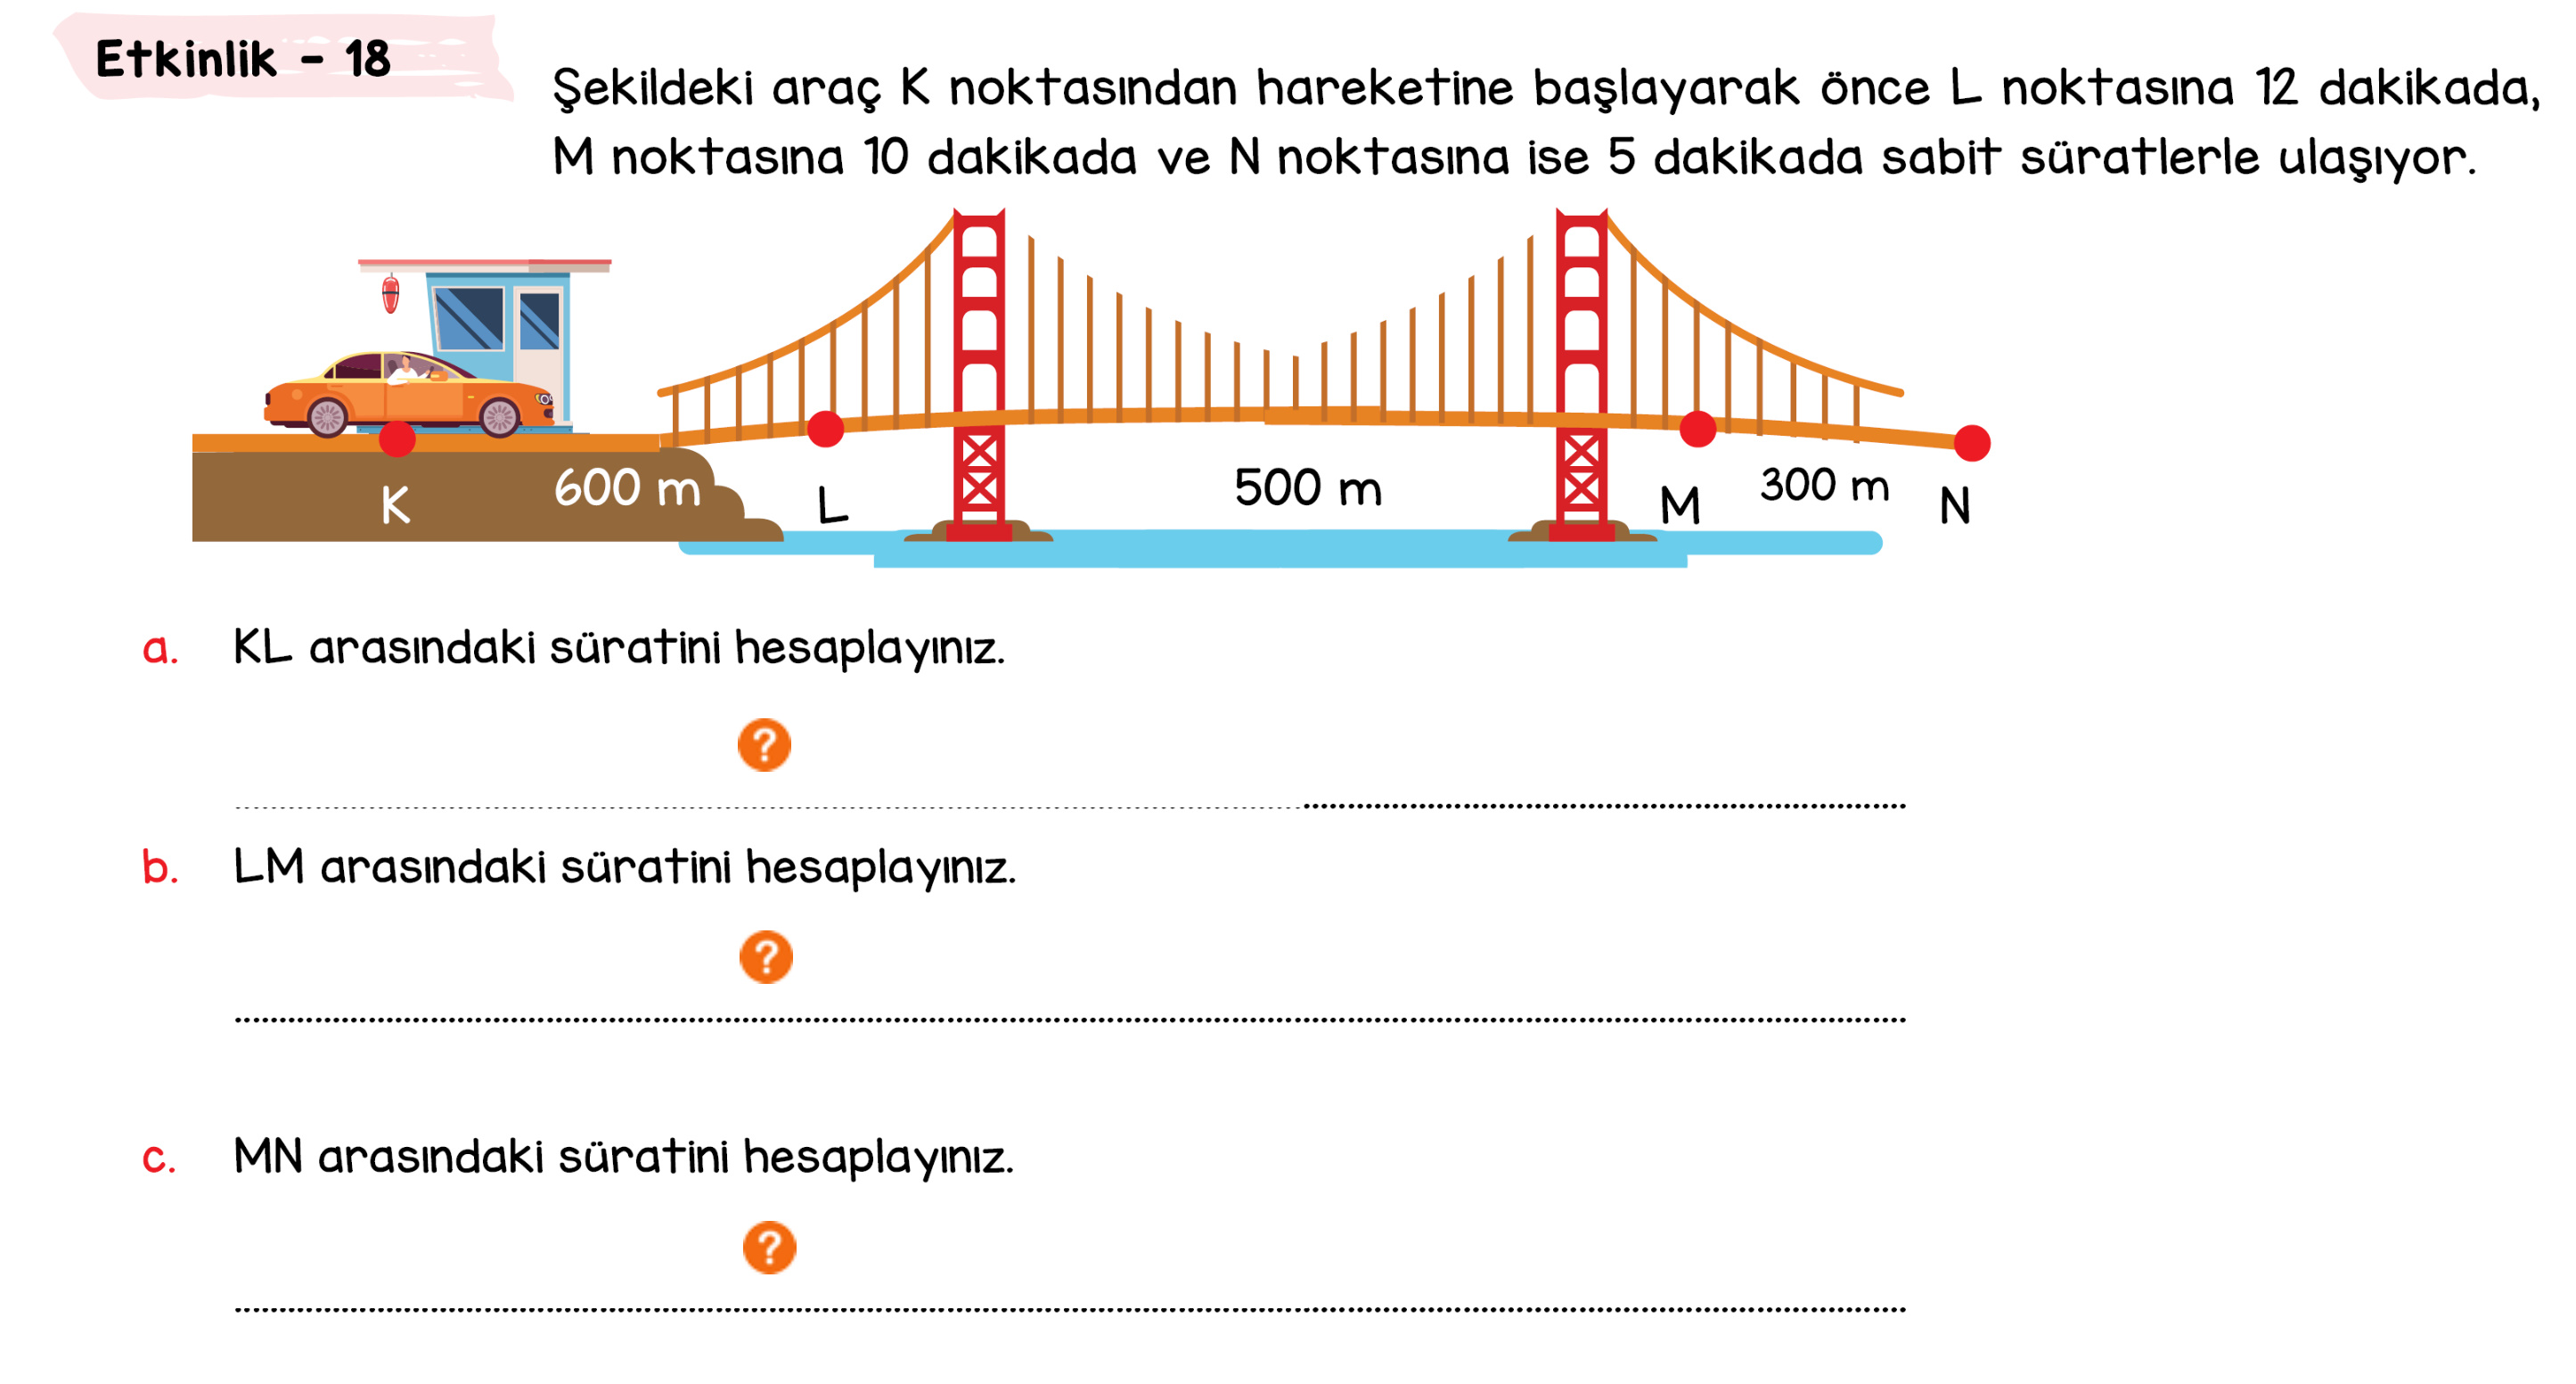 Etkinlik - 18
Şekildeki araç K noktasından hareketine başlayarak önce L noktasına 12 dakikada,
M noktasına 10 dakikada ve N noktasına ise 5 dakikada sabit süratlerle ulaşıyor.
K 600 m L 500 m M 300 m N
a. KL arasındaki süratini hesaplayınız.
?
b. LM arasındaki süratini hesaplayınız.
?
c. MN arasındaki süratini hesaplayınız.
?